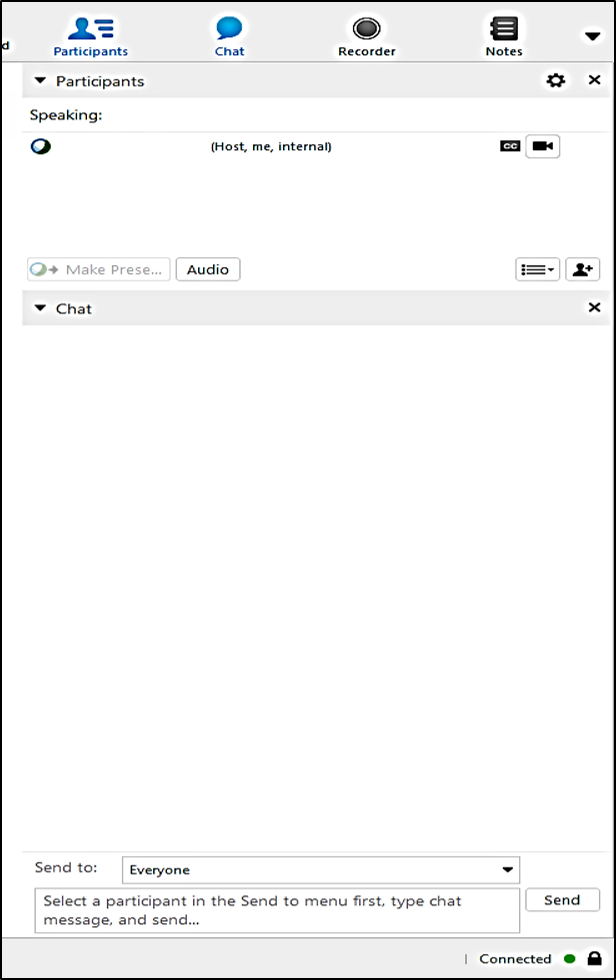 d
Participants Chat Recorder Notes
Participants
Speaking:
(Host, me, internal) CC
Make Prese... Audio
Chat
Send to: Everyone
Select a participant in the Send to menu first, type chat
message, and send...
Send
Connected